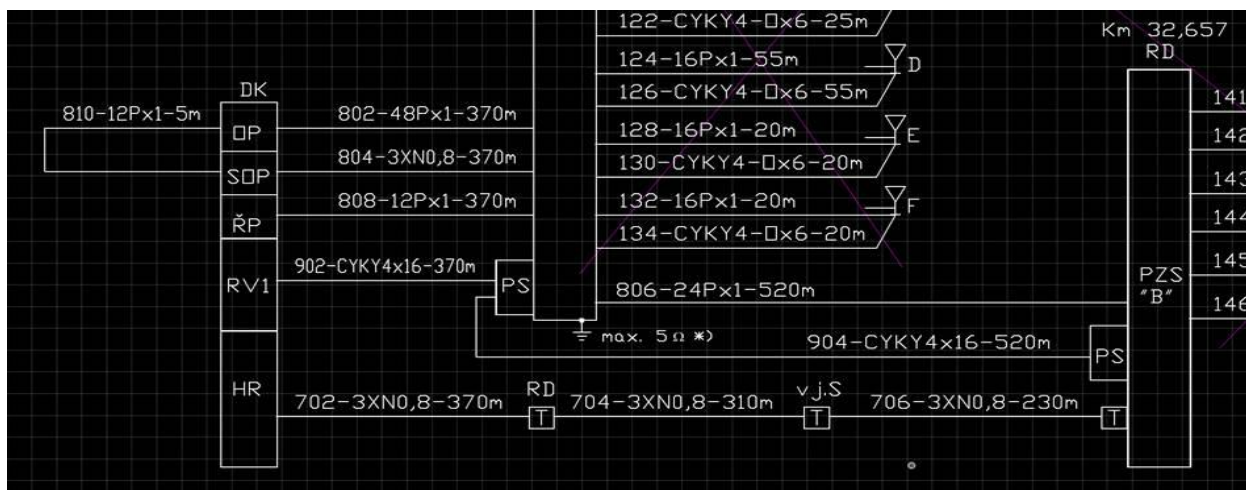 122-CYKY4-Ox6-25m
Km 32,657
RD
124-16Px1-55m
D
126-CYKY4-Ox6-55m
DK
810-12Px1-5m
OP
802-48Px1-370m
128-16Px1-20m
E
130-CYKY4-Ox6-20m
804-3XN0,8-370m
SOP
808-12Px1-370m
ŘP
132-16Px1-20m
F
134-CYKY4-Ox6-20m
141
142
143
144
145
146
902-CYKY4x16-370m
RV1
PS
806-24Px1-520m
PZS
"B"
max. 5Ω *)
904-CYKY4x16-520m
PS
HR
702-3XN0,8-370m
RD
T
704-3XN0,8-310m
v.j.S
T
706-3XN0,8-230m
T